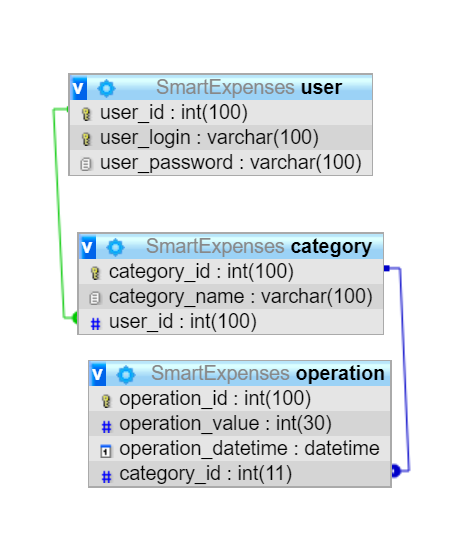 v SmartExpenses user
user_id : int(100)
user_login : varchar(100)
user_password : varchar(100)
v SmartExpenses category
category_id : int(100)
category_name : varchar(100)
# user_id : int(100)
v SmartExpenses operation
operation_id : int(100)
# operation_value : int(30)
operation_datetime : datetime
# category_id : int(11)